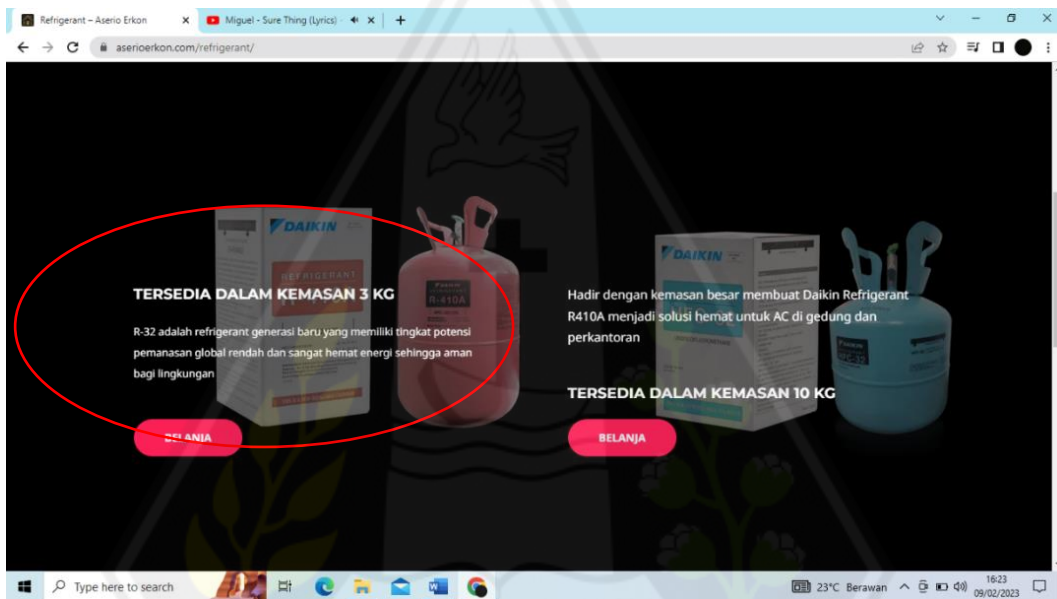 Refrigerant – Aserio Erkon
Miguel - Sure Thing (Lyrics)
aserioerkon.com/refrigerant/
DAIKIN
REFRIGERANT
R-410A
TERSEDIA DALAM KEMASAN 3 KG
R-32 adalah refrigerant generasi baru yang memiliki tingkat potensi
pemanasan global rendah dan sangat hemat energi sehingga aman
bagi lingkungan
BELANJA
DAIKIN
Hadir dengan kemasan besar membuat Daikin Refrigerant
R410A menjadi solusi hemat untuk AC di gedung dan
perkantoran
TERSEDIA DALAM KEMASAN 10 KG
BELANJA
Type here to search
23°C Berawan
16:23
09/02/2023